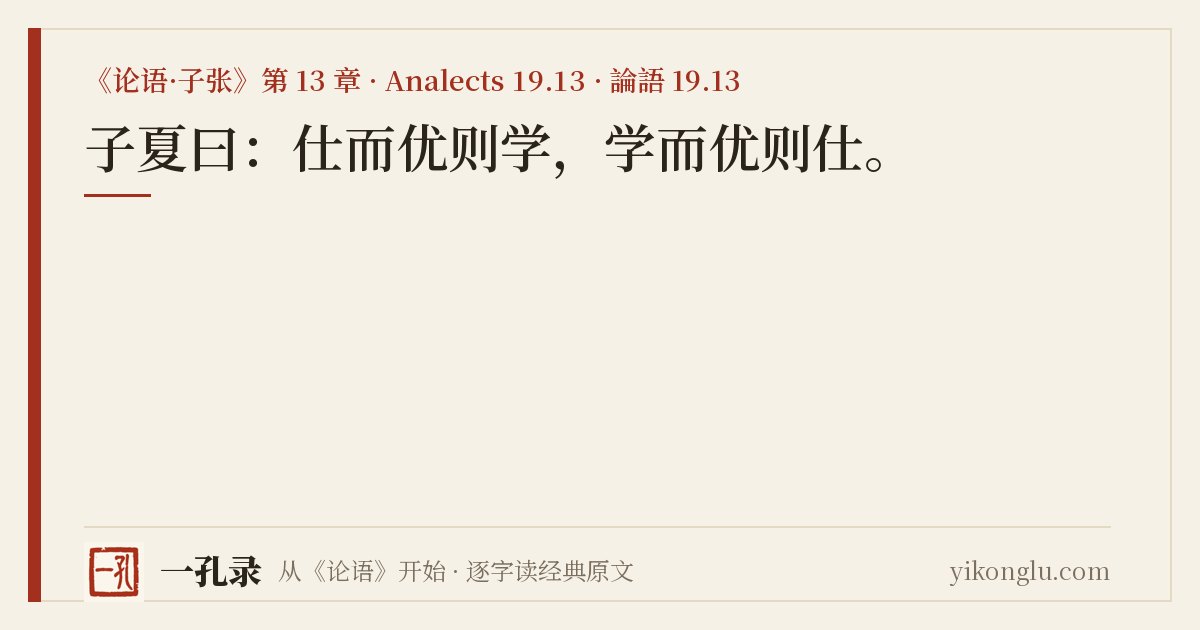 《论语·子张》第 13 章 · Analects 19.13 · 論語 19.13
子夏曰：仕而优则学，学而优则仕。
一孔
一孔录 从《论语》开始 · 逐字读经典原文 yikonglu.com